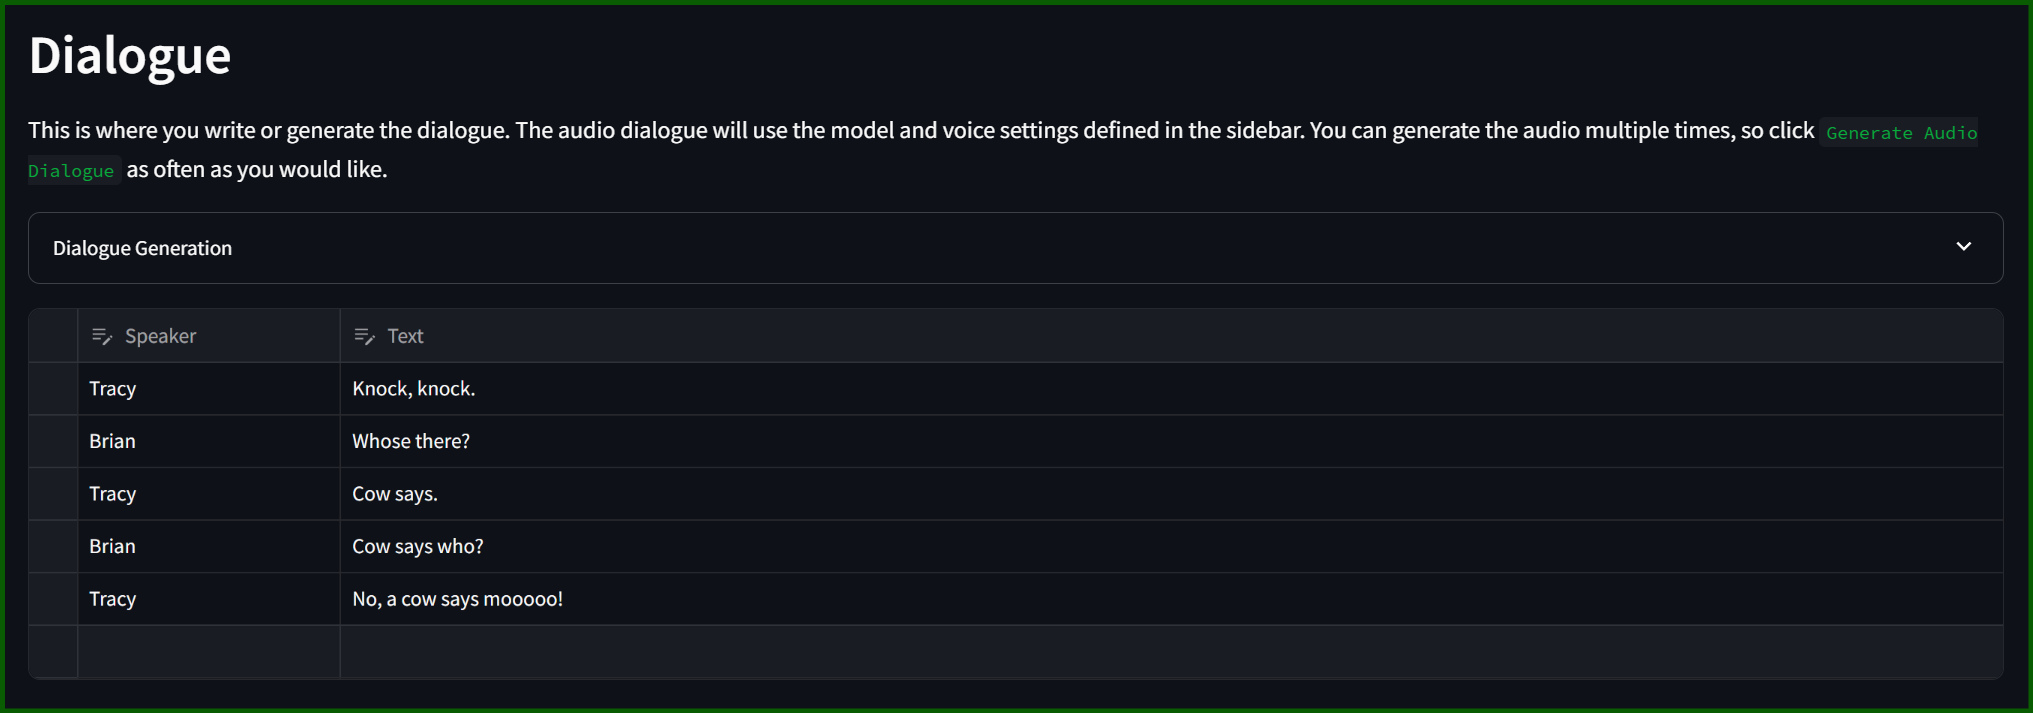 Dialogue
This is where you write or generate the dialogue. The audio dialogue will use the model and voice settings defined in the sidebar. You can generate the audio multiple times, so click Generate Audio
Dialogue as often as you would like.
Dialogue Generation
Speaker Text
Tracy Knock, knock.
Brian Whose there?
Tracy Cow says.
Brian Cow says who?
Tracy No, a cow says mooooo!